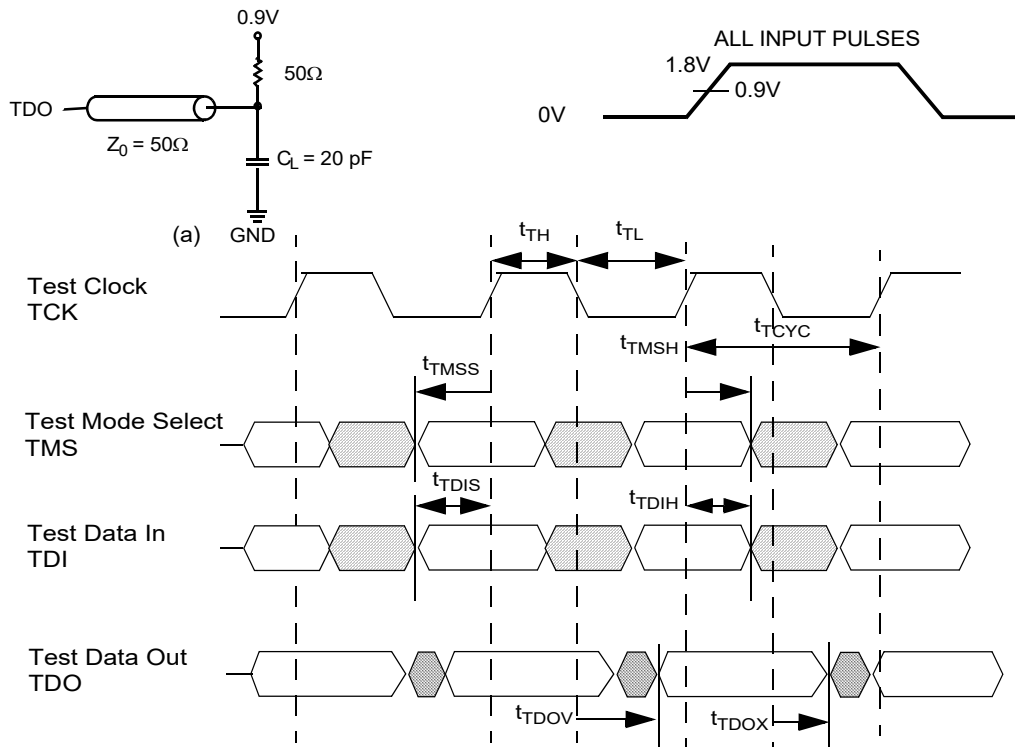 0.9V
50Ω
TDO
Z0 = 50Ω
CL = 20 pF
(a)
GND
ALL INPUT PULSES
1.8V
0.9V
0V
tTH
tTL
Test Clock
TCK
tTCYC
tTMSH
tTMSS
Test Mode Select
TMS
tTDIS
tTDIH
Test Data In
TDI
Test Data Out
TDO
tTDOV
tTDOX